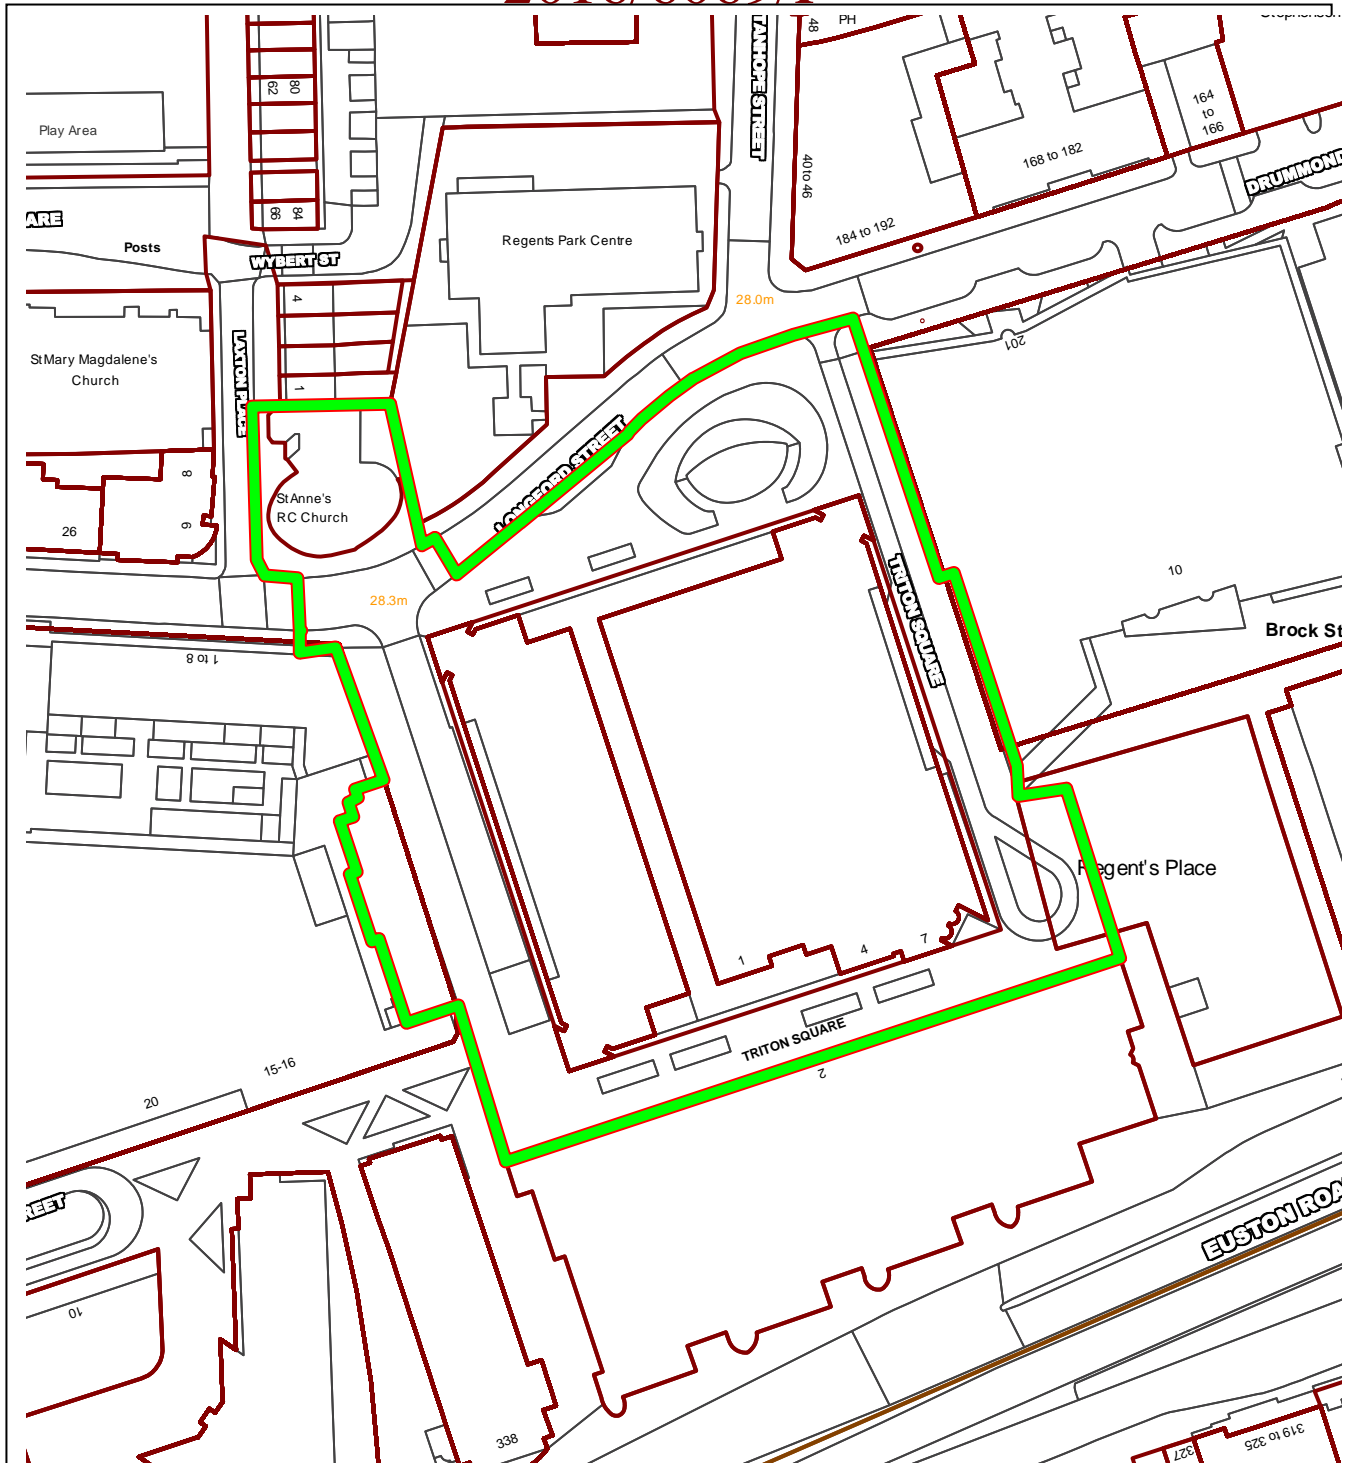 PH
48
STANHOPE STREET
62
80
Play Area
164
to
166
168 to 182
40 to 46
DRUMMOND
66
84
ARE
184 to 192
Posts
Regents Park Centre
WYBERT ST
4
28.0m
201
StMary Magdalene's
Church
LAXTON PLACE
1
LONGFORD STREET
8
StAnne's
RC Church
26
9
TRITON SQUARE
10
28.3m
Brock St
1 to 8
Regent's Place
7
4
1
TRITON SQUARE
2
15-16
20
REET
EUSTON ROA
10
338
319 to 325
327